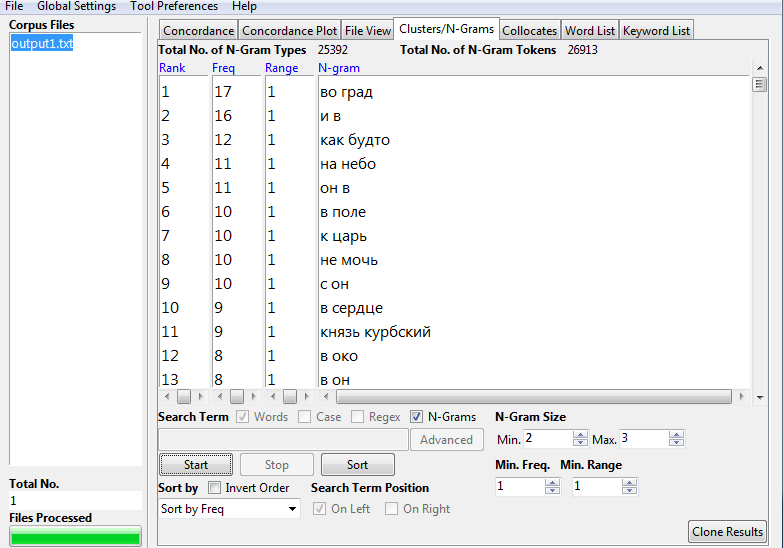 File Global Settings Tool Preferences Help
Corpus Files
output1.txt
Concordance Concordance Plot File View Clusters/N-Grams Collocates Word List Keyword List
Total No. of N-Gram Types 25392 Total No. of N-Gram Tokens 26913
Rank Freq Range N-gram
1 17 1 во град
2 16 1 и в
3 12 1 как будто
4 11 1 на небо
5 11 1 он в
6 10 1 в поле
7 10 1 к царь
8 10 1 не мочь
9 10 1 с он
10 9 1 в сердце
11 9 1 князь курбский
12 8 1 в око
13 8 1 в он
Search Term Words Case Regex N-Grams N-Gram Size
Advanced Min. 2 Max. 3
Start Stop Sort
Min. Freq. Min. Range
Total No.
1
Sort by Invert Order Search Term Position
1 1
Sort by Freq On Left On Right
Files Processed
Clone Results